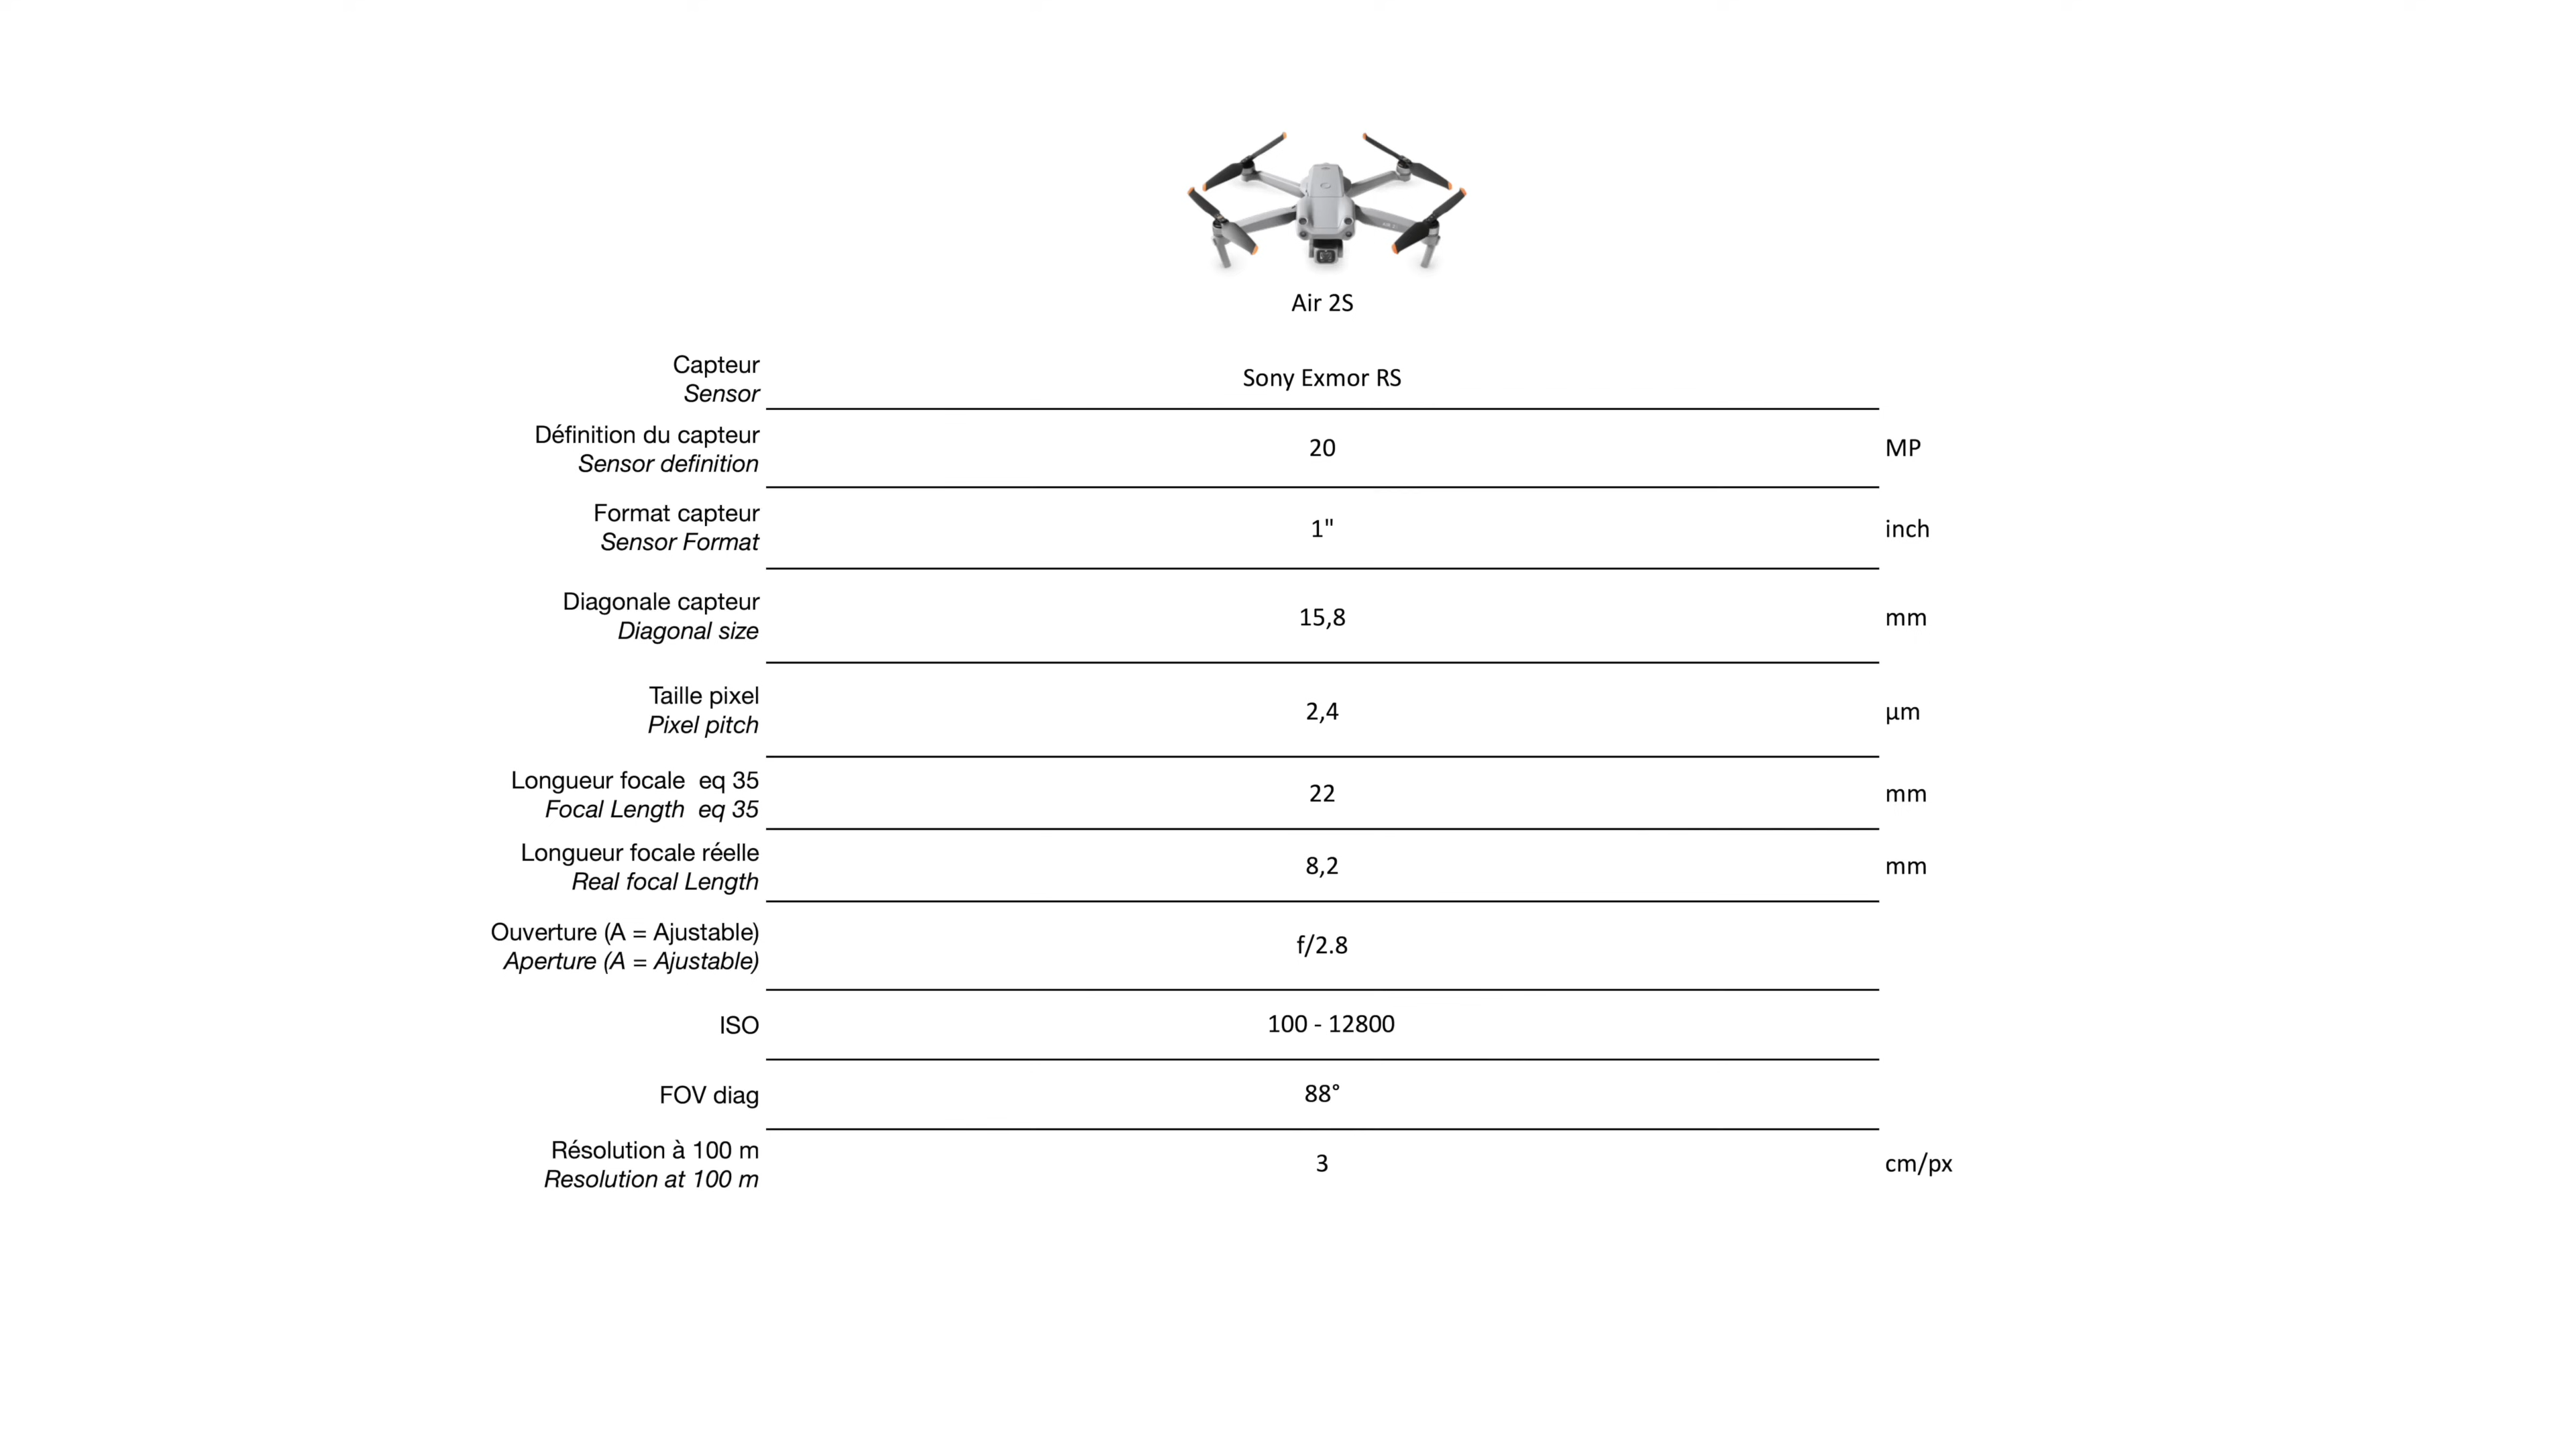 Air 2S
Capteur
Sensor
Sony Exmor RS
Définition du capteur
Sensor definition
20
MP
Format capteur
Sensor Format
1"
inch
Diagonale capteur
Diagonal size
15,8
mm
Taille pixel
Pixel pitch
2,4
µm
Longueur focale  eq 35
Focal Length  eq 35
22
mm
Longueur focale réelle
Real focal Length
8,2
mm
Ouverture (A = Ajustable)
Aperture (A = Ajustable)
f/2.8
ISO
100 - 12800
FOV diag
88°
Résolution à 100 m
Resolution at 100 m
3
cm/px